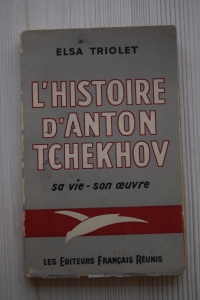 ELSA TRIOLET
L'HISTOIRE
D'ANTON
TCHEKHOV
sa vie - son œuvre
LES EDITEURS FRANÇAIS RÉUNIS